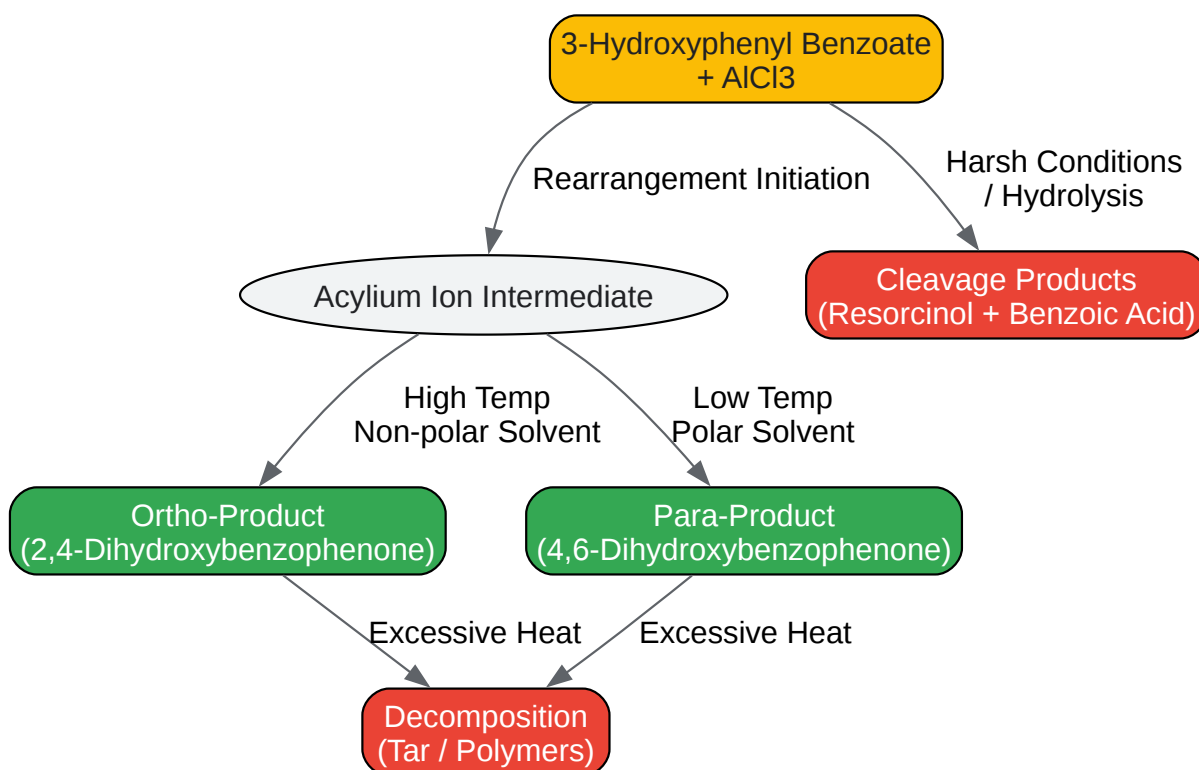 3-Hydroxyphenyl Benzoate
+ AlCl3
Rearrangement Initiation
Harsh Conditions
/ Hydrolysis
Acylium Ion Intermediate
Cleavage Products
(Resorcinol + Benzoic Acid)
High Temp
Non-polar Solvent
Low Temp
Polar Solvent
Ortho-Product
(2,4-Dihydroxybenzophenone)
Para-Product
(4,6-Dihydroxybenzophenone)
Excessive Heat
Excessive Heat
Decomposition
(Tar / Polymers)